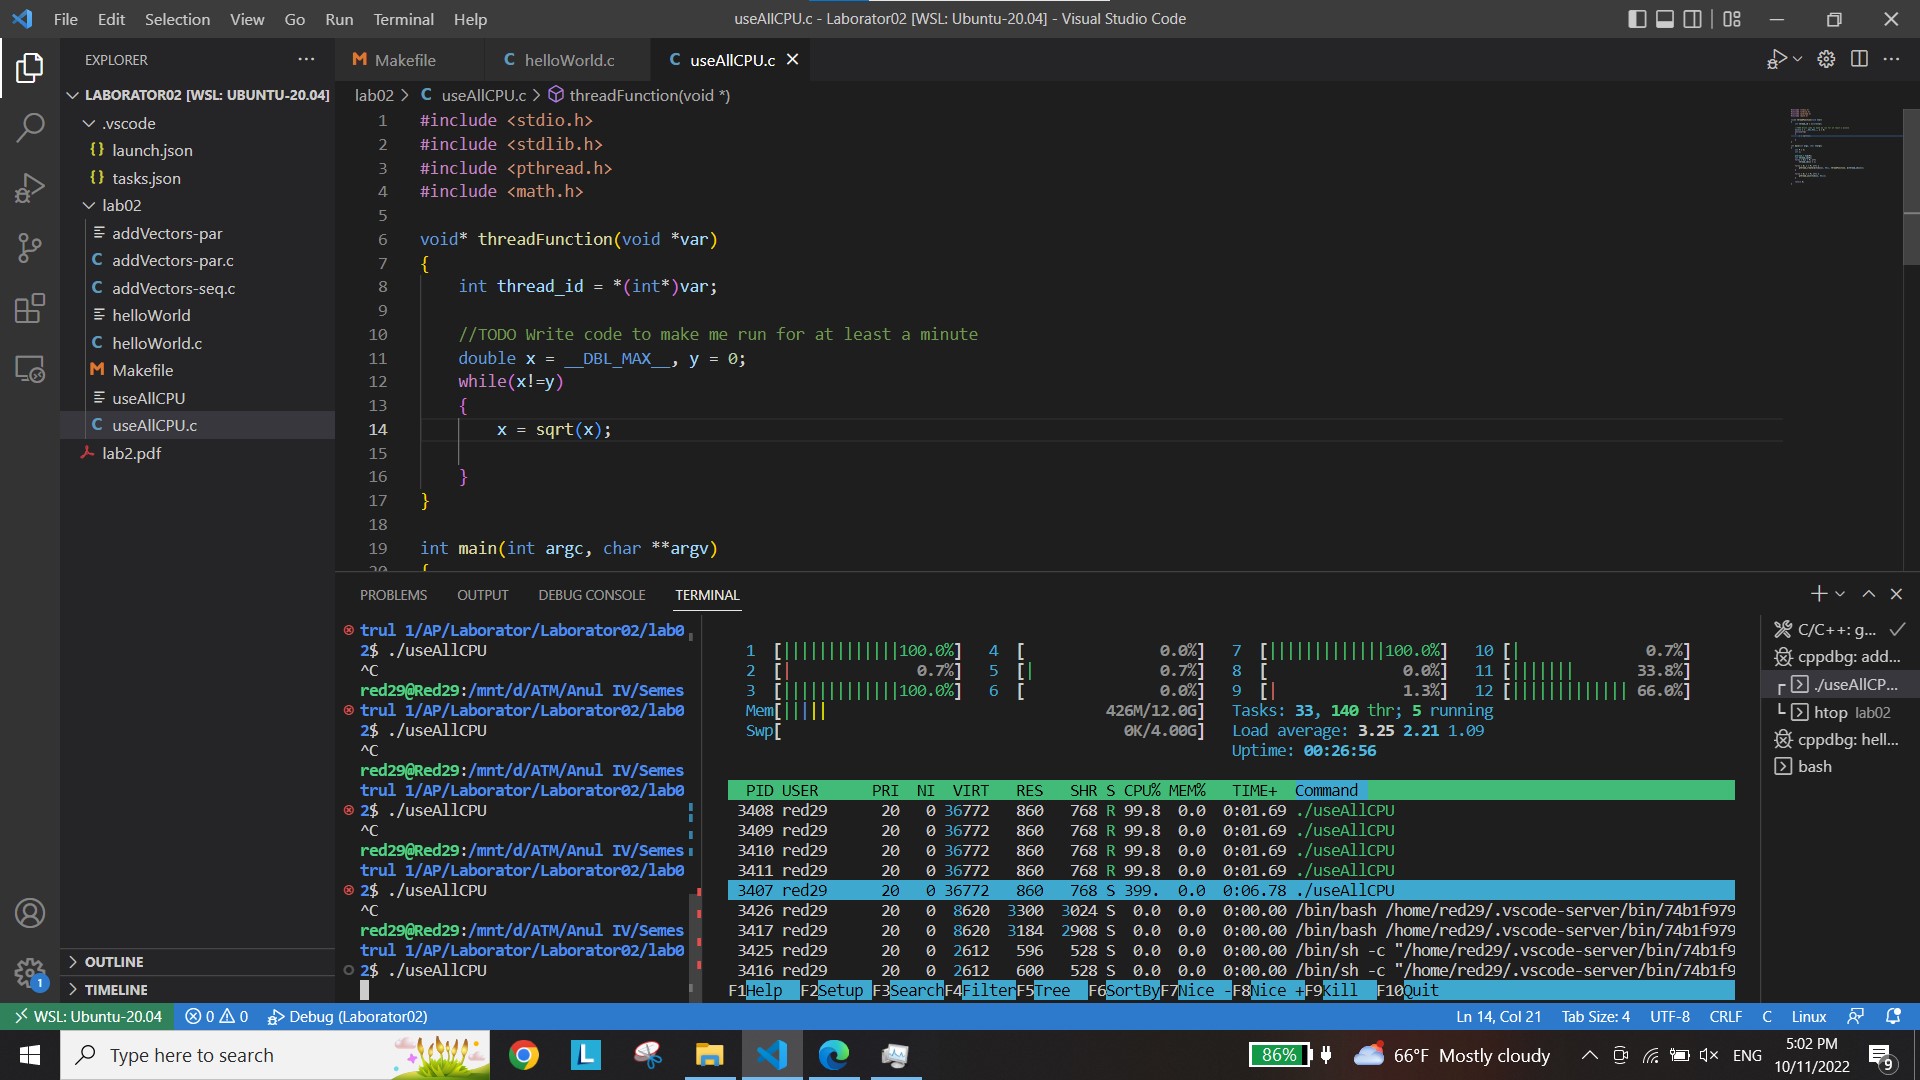 File Edit Selection View Go Run Terminal Help
useAllCPU.c - Laborator02 [WSL: Ubuntu-20.04] - Visual Studio Code
EXPLORER
LABORATOR02 [WSL: UBUNTU-20.04]
.vscode
launch.json
tasks.json
lab02
addVectors-par
addVectors-par.c
addVectors-seq.c
helloWorld
helloWorld.c
Makefile
useAllCPU
useAllCPU.c
lab2.pdf
OUTLINE
TIMELINE
Makefile helloWorld.c useAllCPU.c
lab02 > C useAllCPU.c > threadFunction(void *)
1 #include <stdio.h>
2 #include <stdlib.h>
3 #include <pthread.h>
4 #include <math.h>
5
6 void* threadFunction(void *var)
7 {
8 int thread_id = *(int*)var;
9
10 //TODO Write code to make me run for at least a minute
11 double x = __DBL_MAX__, y = 0;
12 while(x!=y)
13 {
14 x = sqrt(x);
15
16 }
17 }
18
19 int main(int argc, char **argv)
20 {
PROBLEMS OUTPUT DEBUG CONSOLE TERMINAL
trul 1/AP/Laborator/Laborator02/lab0
2$ ./useAllCPU
^C
red29@Red29:/mnt/d/ATM/Anul IV/Semes
trul 1/AP/Laborator/Laborator02/lab0
2$ ./useAllCPU
^C
red29@Red29:/mnt/d/ATM/Anul IV/Semes
trul 1/AP/Laborator/Laborator02/lab0
2$ ./useAllCPU
^C
red29@Red29:/mnt/d/ATM/Anul IV/Semes
trul 1/AP/Laborator/Laborator02/lab0
2$ ./useAllCPU
^C
red29@Red29:/mnt/d/ATM/Anul IV/Semes
trul 1/AP/Laborator/Laborator02/lab0
2$ ./useAllCPU
1 [|||||||||||||100.0%] 4 [ 0.0%] 7 [|||||||||||||100.0%] 10 [| 0.7%]
2 [| 0.7%] 5 [| 0.7%] 8 [ 0.0%] 11 [||||||| 33.8%]
3 [|||||||||||||100.0%] 6 [ 0.0%] 9 [| 1.3%] 12 [||||||||||||| 66.0%]
Mem[||||| 426M/12.0G] Tasks: 33, 140 thr; 5 running
Swp[ 0K/4.00G] Load average: 3.25 2.21 1.09
Uptime: 00:26:56
PID USER PRI NI VIRT RES SHR S CPU% MEM% TIME+ Command
3408 red29 20 0 36772 860 768 R 99.8 0.0 0:01.69 ./useAllCPU
3409 red29 20 0 36772 860 768 R 99.8 0.0 0:01.69 ./useAllCPU
3410 red29 20 0 36772 860 768 R 99.8 0.0 0:01.69 ./useAllCPU
3411 red29 20 0 36772 860 768 R 99.8 0.0 0:01.69 ./useAllCPU
3407 red29 20 0 36772 860 768 S 399. 0.0 0:06.78 ./useAllCPU
3426 red29 20 0 8620 3300 3024 S 0.0 0.0 0:00.00 /bin/bash /home/red29/.vscode-server/bin/74b1f979
3417 red29 20 0 8620 3184 2908 S 0.0 0.0 0:00.00 /bin/bash /home/red29/.vscode-server/bin/74b1f979
3425 red29 20 0 2612 596 528 S 0.0 0.0 0:00.00 /bin/sh -c "/home/red29/.vscode-server/bin/74b1f9
3416 red29 20 0 2612 600 528 S 0.0 0.0 0:00.00 /bin/sh -c "/home/red29/.vscode-server/bin/74b1f9
F1Help F2Setup F3SearchF4FilterF5Tree F6SortByF7Nice -F8Nice +F9Kill F10Quit
C/C++: g...
cppdbg: add...
./useAllCP...
htop lab02
cppdbg: hell...
bash
1
WSL: Ubuntu-20.04 0 0 Debug (Laborator02) Ln 14, Col 21 Tab Size: 4 UTF-8 CRLF C Linux
Type here to search
L
86% 66°F Mostly cloudy ENG
5:02 PM
10/11/2022
9